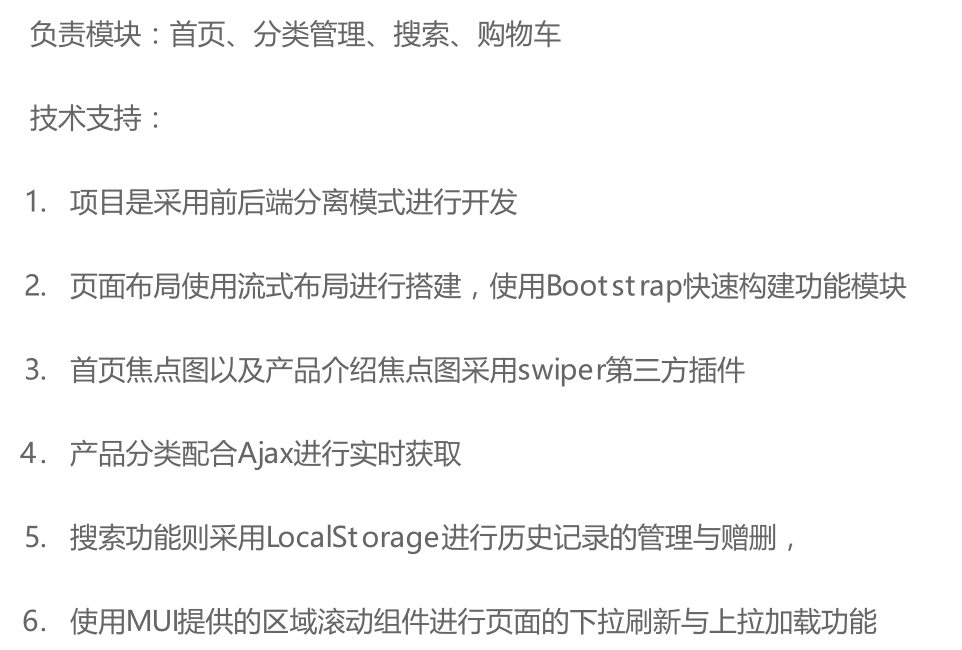 负责模块：首页、分类管理、搜索、购物车
技术支持：
1. 项目是采用前后端分离模式进行开发
2. 页面布局使用流式布局进行搭建，使用Bootstrap快速构建功能模块
3. 首页焦点图以及产品介绍焦点图采用swiper第三方插件
4. 产品分类配合Ajax进行实时获取
5. 搜索功能则采用LocalStorage进行历史记录的管理与赠删，
6. 使用MUI提供的区域滚动组件进行页面的下拉刷新与上拉加载功能